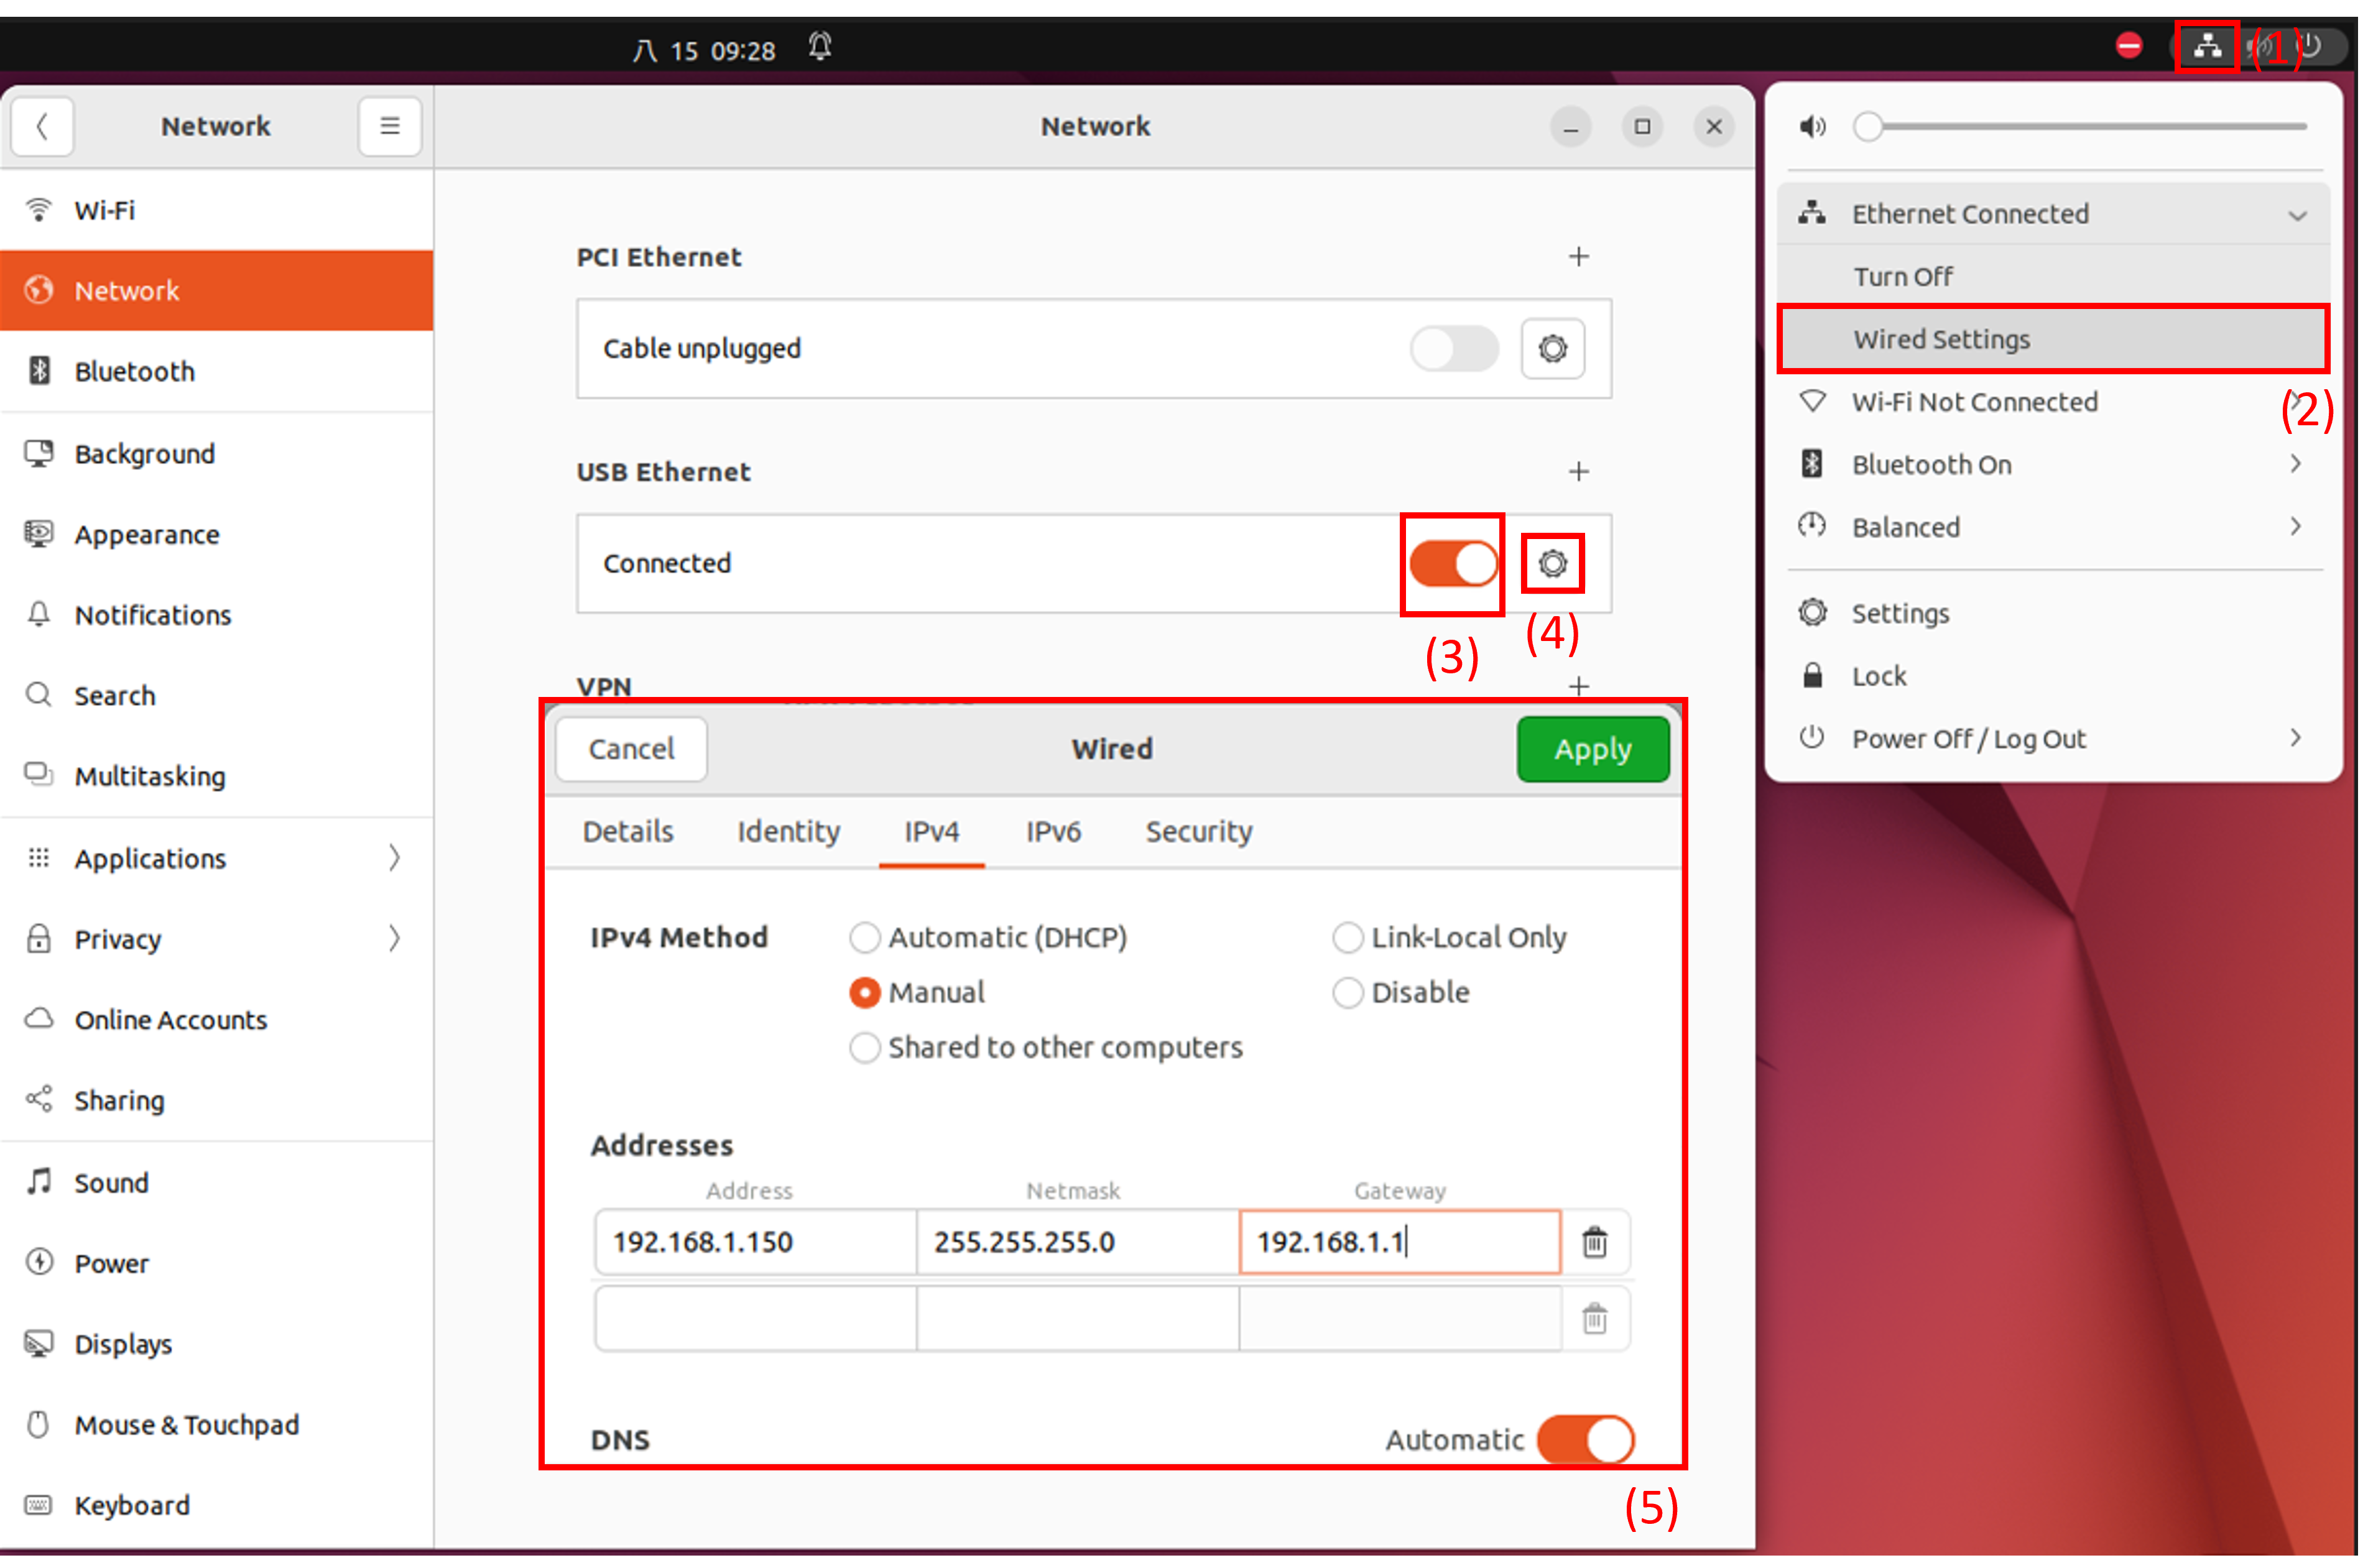 八 15 09:28
(1)
Network
Wi-Fi
Network
Bluetooth
Background
Appearance
Notifications
Search
Multitasking
Applications
Privacy
Online Accounts
Sharing
Sound
Power
Displays
Mouse & Touchpad
Keyboard
Network
PCI Ethernet
Cable unplugged
USB Ethernet
Connected
(3)
(4)
VPN
Cancel
Wired
Apply
Details Identity IPv4 IPv6 Security
IPv4 Method
Automatic (DHCP)
Link-Local Only
Manual
Disable
Shared to other computers
Addresses
Address Netmask Gateway
192.168.1.150 255.255.255.0 192.168.1.1
DNS
Automatic
(5)
Ethernet Connected
Turn Off
Wired Settings
(2)
Wi-Fi Not Connected
Bluetooth On
Balanced
Settings
Lock
Power Off / Log Out